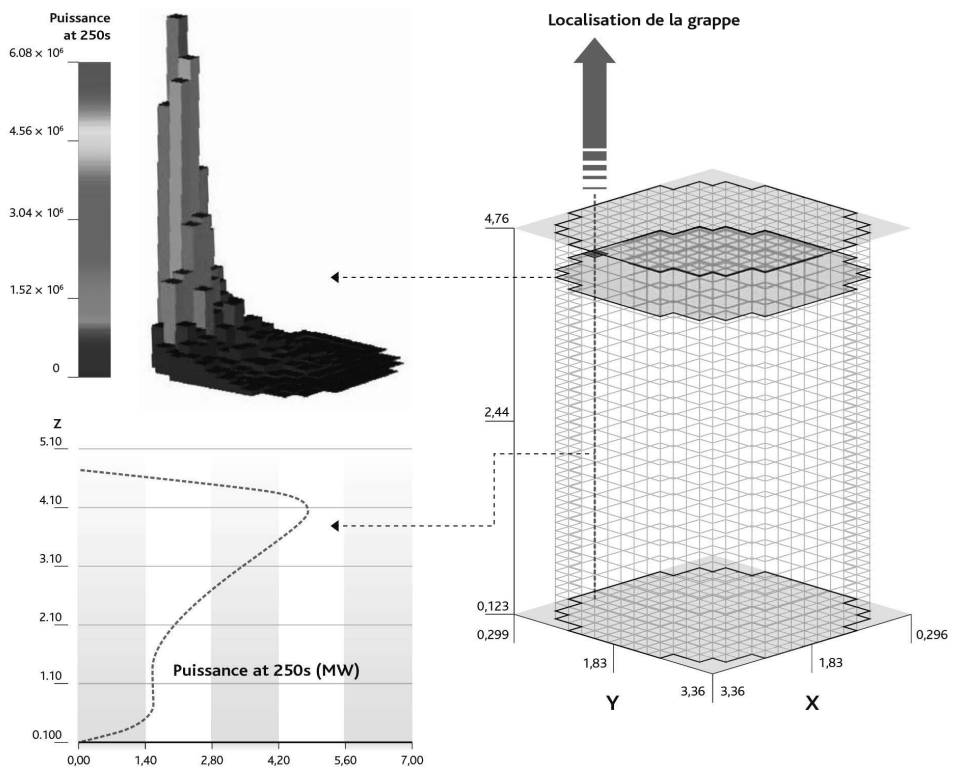 Puissance
at 250s
6.08 × 10⁶
4.56 × 10⁶
3.04 × 10⁶
1.52 × 10⁶
0
Localisation de la grappe
4,76
2,44
0,123
0,299
1,83
3,36
3,36
1,83
0,296
Y
X
Z
5.10
4.10
3.10
2.10
1.10
0.100
Puissance at 250s (MW)
0,00 1,40 2,80 4,20 5,60 7,00